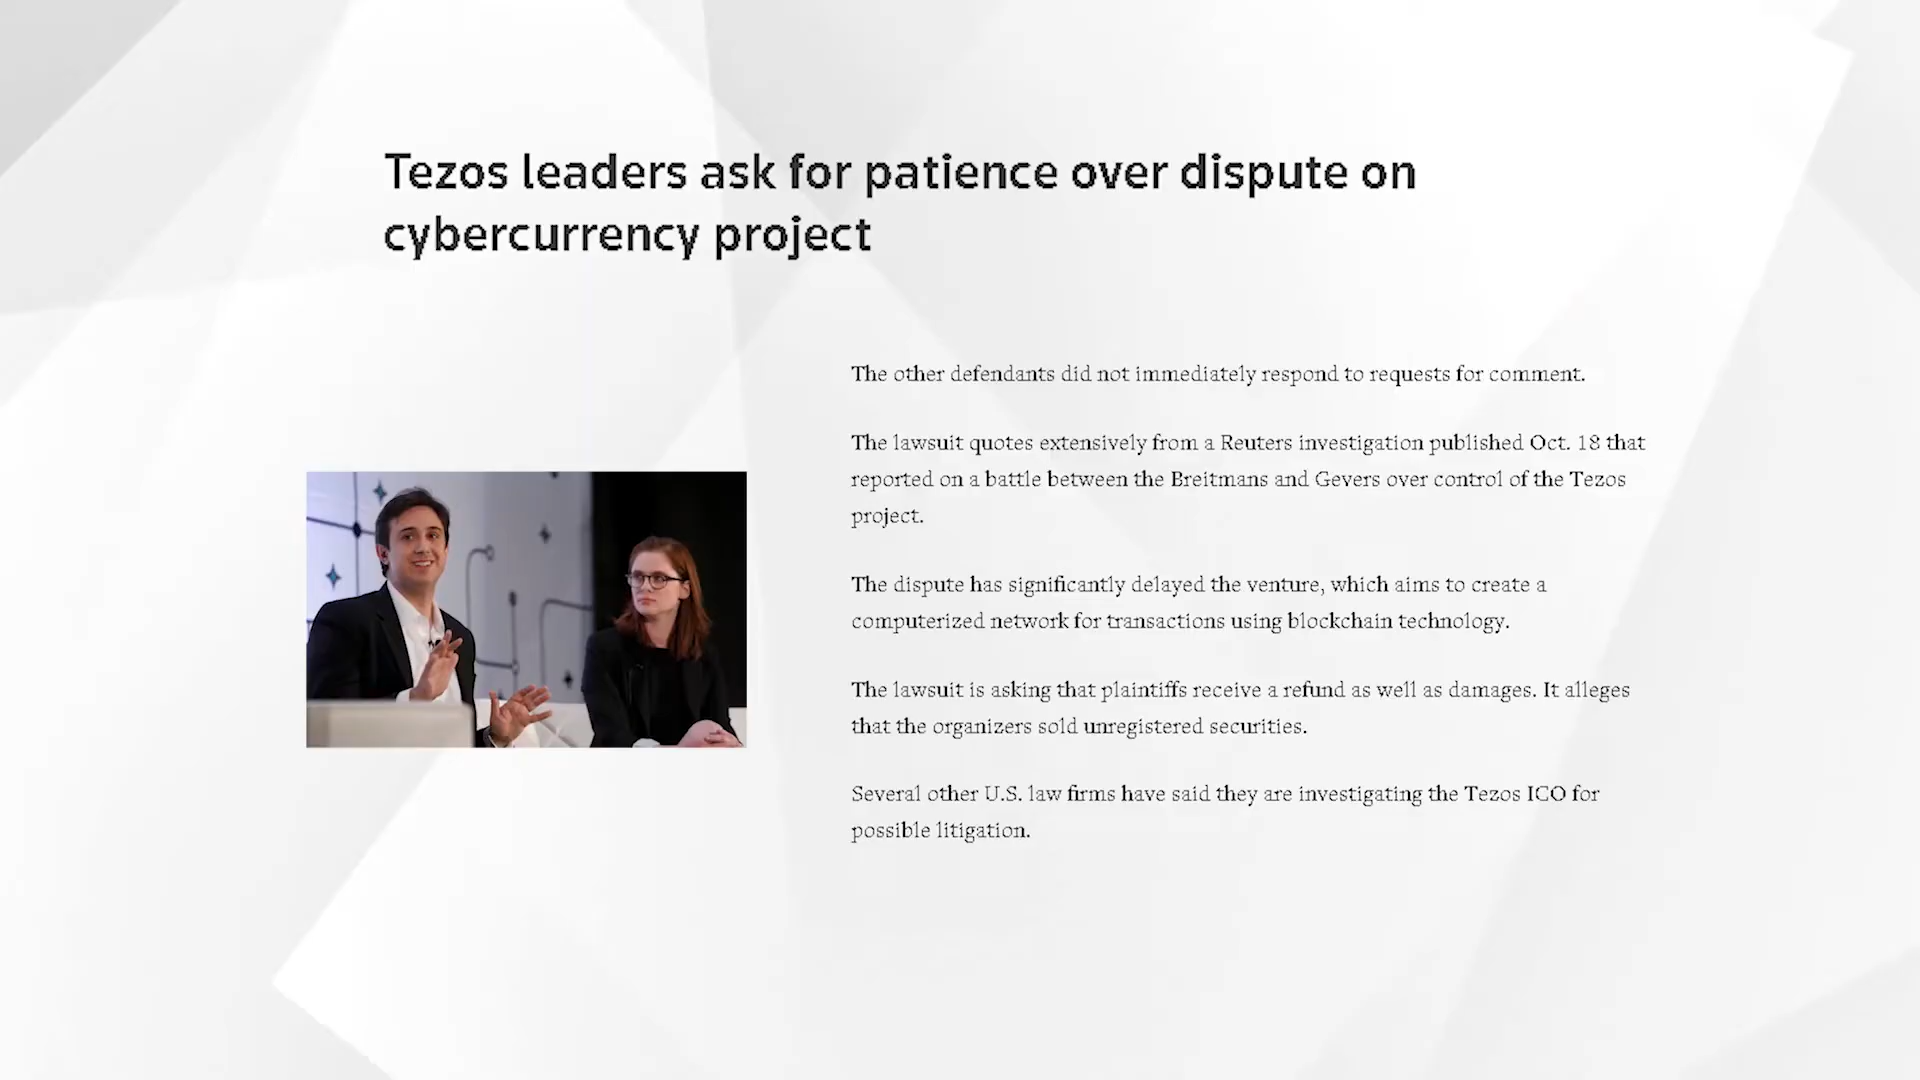 Tezos leaders ask for patience over dispute on
cybercurrency project
The other defendants did not immediately respond to requests for comment.
The lawsuit quotes extensively from a Reuters investigation published Oct. 18 that
reported on a battle between the Breitmans and Gevers over control of the Tezos
project.
The dispute has significantly delayed the venture, which aims to create a
computerized network for transactions using blockchain technology.
The lawsuit is asking that plaintiffs receive a refund as well as damages. It alleges
that the organizers sold unregistered securities.
Several other U.S. law firms have said they are investigating the Tezos ICO for
possible litigation.